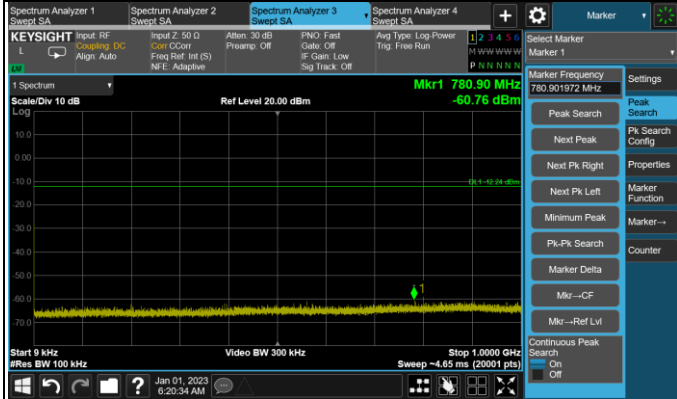 Spectrum Analyzer 1
Swept SA
Spectrum Analyzer 2
Swept SA
Spectrum Analyzer 3
Swept SA
Spectrum Analyzer 4
Swept SA
+
Marker
KEYSIGHT
L
LV
Input: RF
Coupling: DC
Align: Auto
Input Z: 50 Ω
Corr CCorr
Freq Ref: Int (S)
NFE: Adaptive
Atten: 30 dB
Preamp: Off
PNO: Fast
Gate: Off
IF Gain: Low
Sig Track: Off
Avg Type: Log-Power
Trig: Free Run
1 2 3 4 5 6
M W W W W W
P N N N N N
Select Marker
Marker 1
1 Spectrum
Scale/Div 10 dB
Log
Ref Level 20.00 dBm
Mkr1 780.90 MHz
-60.76 dBm
10.0
0.00
-10.0
-20.0
-30.0
-40.0
-50.0
-60.0
-70.0
DL1 -12.24 dBm
1
Start 9 kHz
#Res BW 100 kHz
Video BW 300 kHz
Stop 1.0000 GHz
Sweep ~4.65 ms (20001 pts)
Marker Frequency
780.901972 MHz
Peak Search
Next Peak
Next Pk Right
Next Pk Left
Minimum Peak
Pk-Pk Search
Marker Delta
Mkr→CF
Mkr→Ref Lvl
Continuous Peak
Search
On
Off
Settings
Peak
Search
Pk Search
Config
Properties
Marker
Function
Marker→
Counter
?
Jan 01, 2023
6:20:34 AM